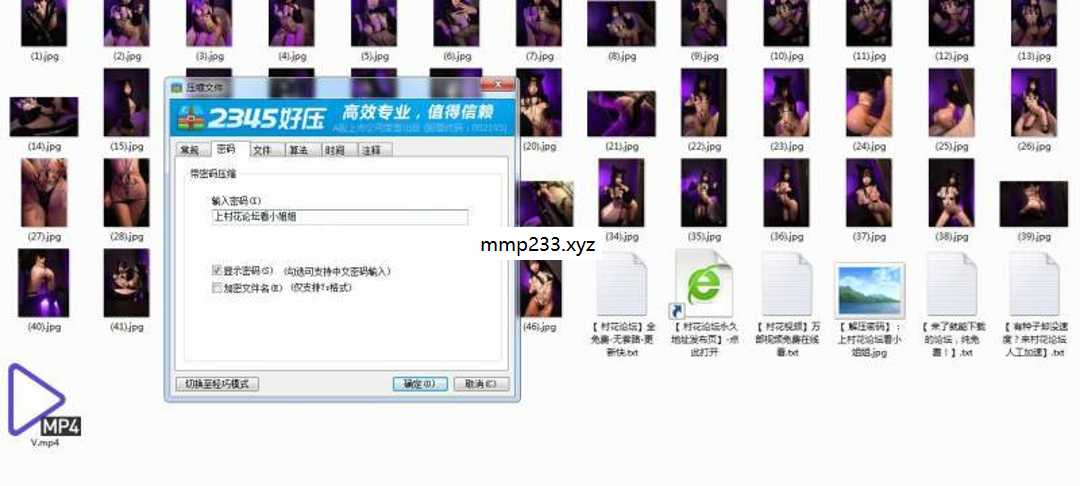 (1).jpg
(2).jpg
(3).jpg
(4).jpg
(5).jpg
(6).jpg
(7).jpg
(8).jpg
(9).jpg
(10).jpg
(11).jpg
(12).jpg
(13).jpg
压缩文件
2345好压
高效专业，值得信赖
常规
密码
文件
算法
时间
注释
带密码压缩
输入密码(E)
上村花论坛看小姐姐
显示密码(S) (勾选可支持中文密码输入)
加密文件名(E) (仅支持7z格式)
切换至轻巧模式
确定(O)
取消(C)
(14).jpg
(15).jpg
(20).jpg
(21).jpg
(22).jpg
(23).jpg
(24).jpg
(25).jpg
(26).jpg
(27).jpg
(28).jpg
mmp233.xyz
(34).jpg
(35).jpg
(36).jpg
(37).jpg
(38).jpg
(39).jpg
(40).jpg
(41).jpg
(46).jpg
【村花论坛】全
免费-无套路-更
新快.txt
【村花论坛永久
地址发布页】-点
此打开
【村花视频】万
部视频免费在线
看.txt
【解压密码】：
上村花论坛看小
姐姐.jpg
【来了就能下载
的论坛，纯免
费！】.txt
【有种子却没速
度？来村花论坛
人工加速】.txt
MP4
V.mp4